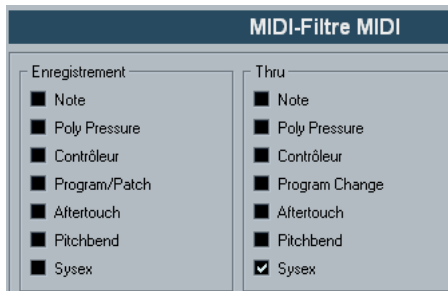 MIDI-Filtre MIDI
Enregistrement
Note
Poly Pressure
Contrôleur
Program/Patch
Aftertouch
Pitchbend
Sysex
Thru
Note
Poly Pressure
Contrôleur
Program Change
Aftertouch
Pitchbend
Sysex